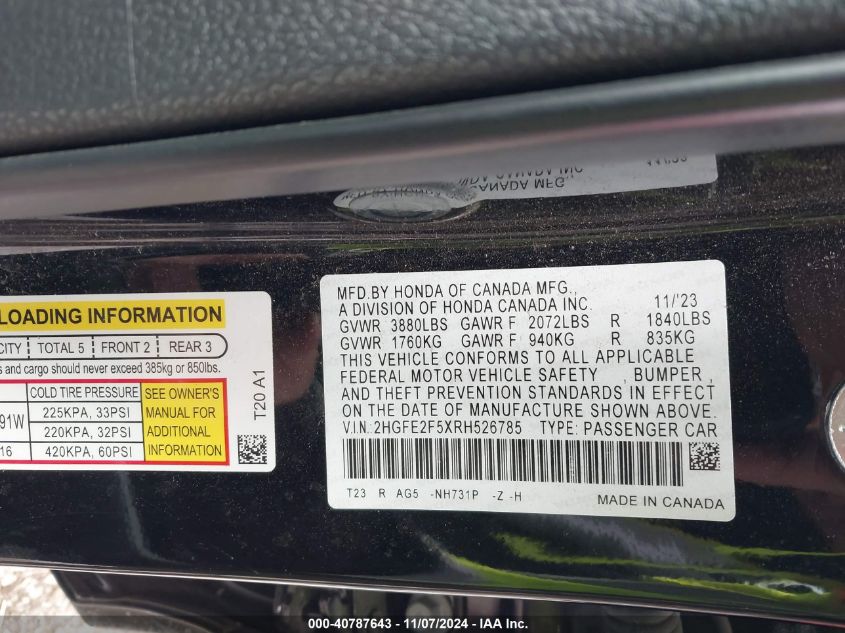 MFD.BY HONDA OF CANADA MFG.,
A DIVISION OF HONDA CANADA INC. 11/'23
GVWR 3880LBS GAWR F 2072LBS R 1840LBS
GVWR 1760KG GAWR F 940KG R 835KG
THIS VEHICLE CONFORMS TO ALL APPLICABLE
FEDERAL MOTOR VEHICLE SAFETY , BUMPER ,
AND THEFT PREVENTION STANDARDS IN EFFECT
ON THE DATE OF MANUFACTURE SHOWN ABOVE.
V.I.N. 2HGFE2F5XRH526785 TYPE: PASSENGER CAR
T23 R AG5 -NH731P -Z -H
MADE IN CANADA
LOADING INFORMATION
CITY TOTAL 5 FRONT 2 REAR 3
s and cargo should never exceed 385kg or 850lbs.
COLD TIRE PRESSURE
91W 225KPA, 33PSI
220KPA, 32PSI
16 420KPA, 60PSI
SEE OWNER'S
MANUAL FOR
ADDITIONAL
INFORMATION
T20 A1
000-40787643 - 11/07/2024 - IAA Inc.